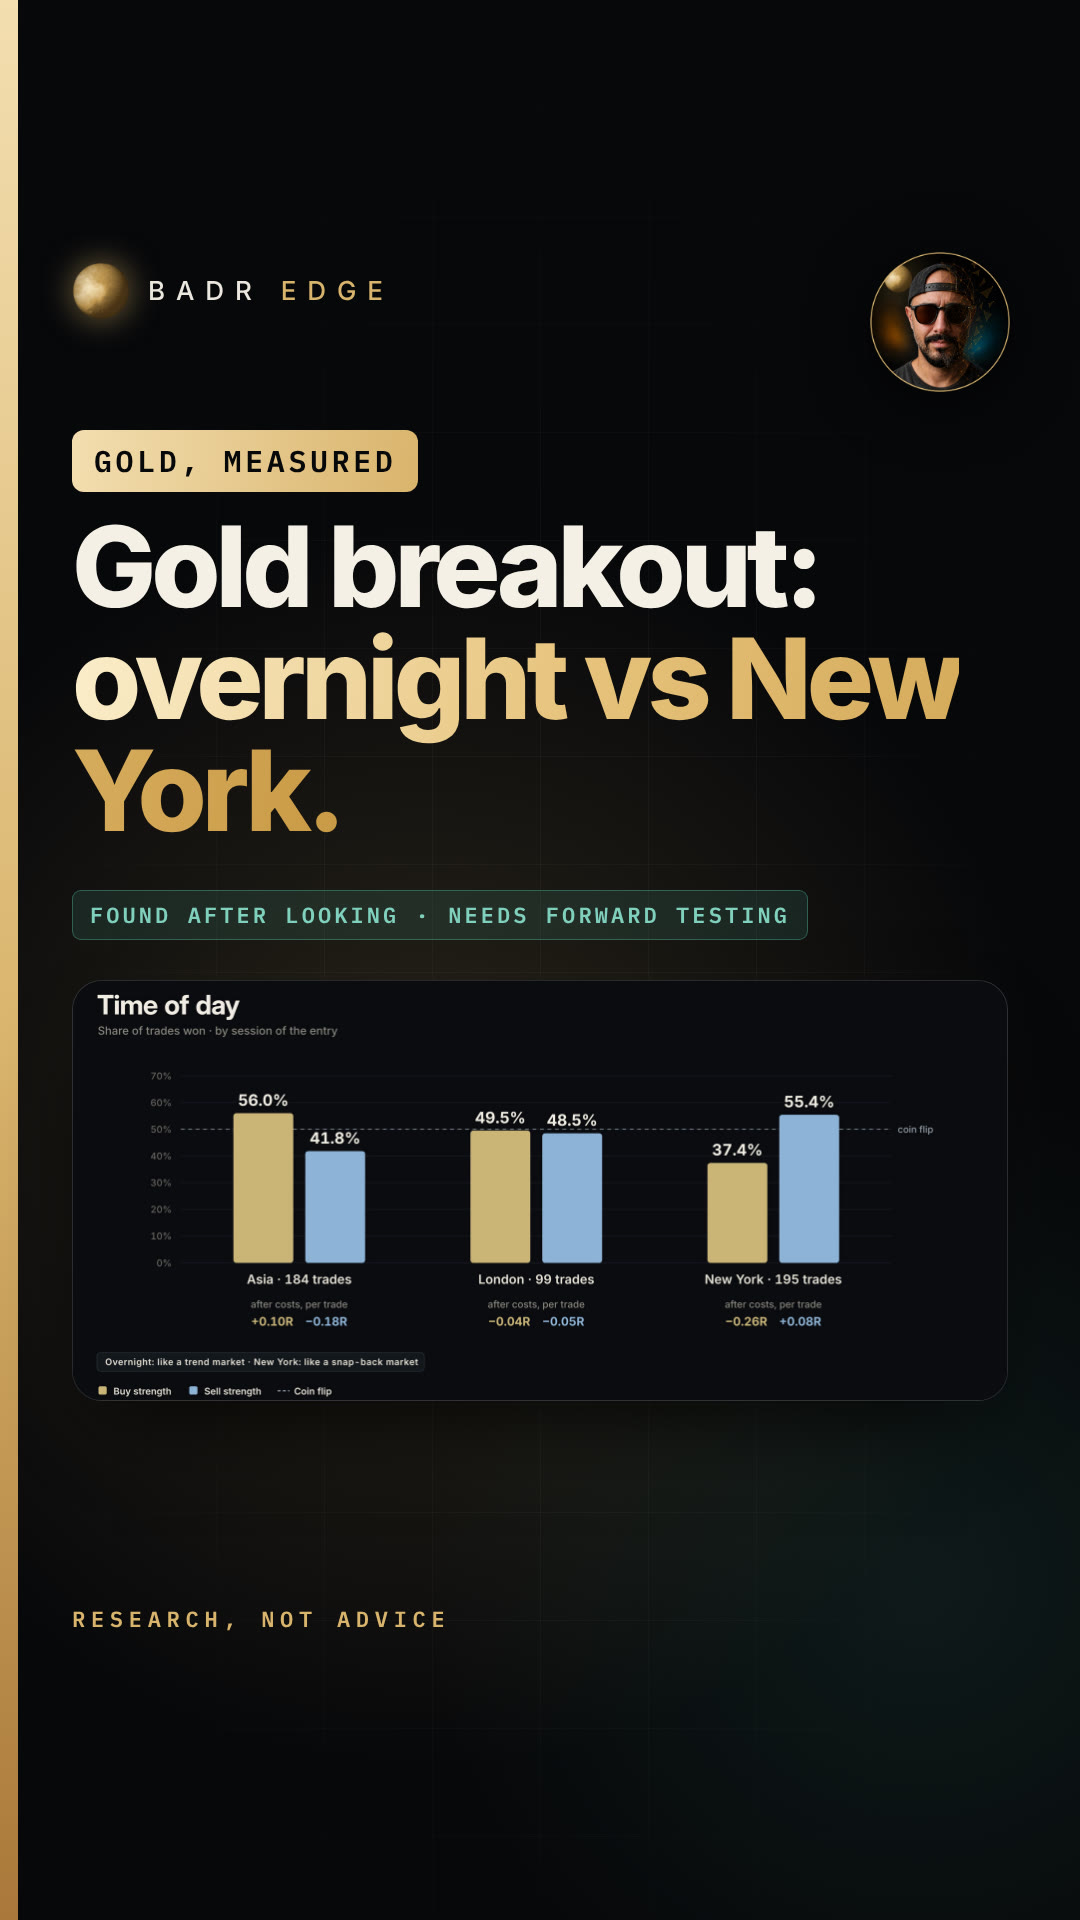 BADR EDGE
GOLD, MEASURED
Gold breakout:
overnight vs New
York.
FOUND AFTER LOOKING · NEEDS FORWARD TESTING
Time of day
Share of trades won · by session of the entry
70%
60%
50%
40%
30%
20%
10%
0%
56.0%
41.8%
49.5%
48.5%
37.4%
55.4%
coin flip
Asia · 184 trades
London · 99 trades
New York · 195 trades
after costs, per trade
after costs, per trade
after costs, per trade
+0.10R −0.18R
−0.04R −0.05R
−0.26R +0.08R
Overnight: like a trend market · New York: like a snap-back market
Buy strength Sell strength Coin flip
RESEARCH, NOT ADVICE